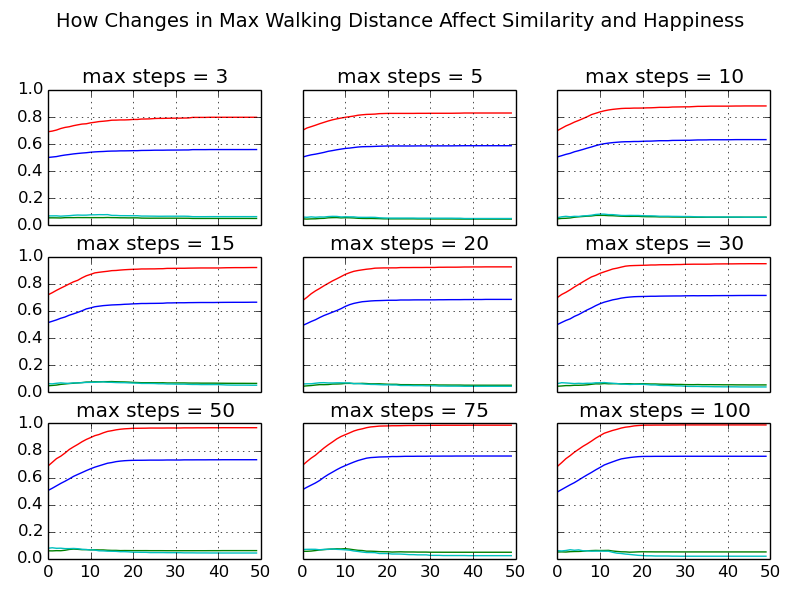 How Changes in Max Walking Distance Affect Similarity and Happiness
max steps = 3
max steps = 5
max steps = 10
1.0
0.8
0.6
0.4
0.2
0.0
max steps = 15
max steps = 20
max steps = 30
1.0
0.8
0.6
0.4
0.2
0.0
max steps = 50
max steps = 75
max steps = 100
1.0
0.8
0.6
0.4
0.2
0.0
0 10 20 30 40 50
0 10 20 30 40 50
0 10 20 30 40 50